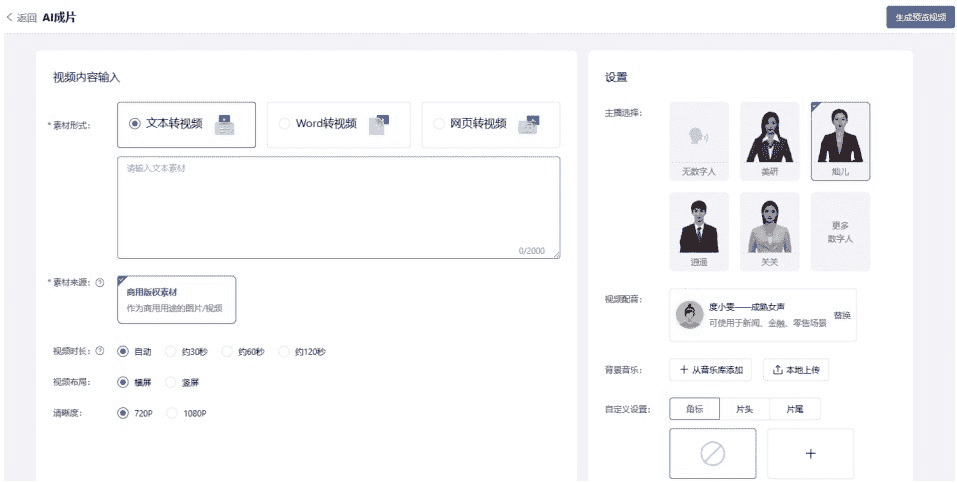 返回 AI成片
生成预览视频
视频内容输入
* 素材形式:
文本转视频
Word转视频
网页转视频
请输入文本素材
0/2000
* 素材来源:
商用版权素材
作为商用用途的图片/视频
视频时长:
自动 约30秒 约60秒 约120秒
视频布局:
横屏 竖屏
清晰度:
720P 1080P
设置
主播选择:
无数字人
美研
灿儿
逍遥
关关
更多
数字人
视频配音:
度小雯——成熟女声
可使用于新闻、金融、零售场景
替换
背景音乐:
+ 从音乐库添加
本地上传
自定义设置:
角标 片头 片尾